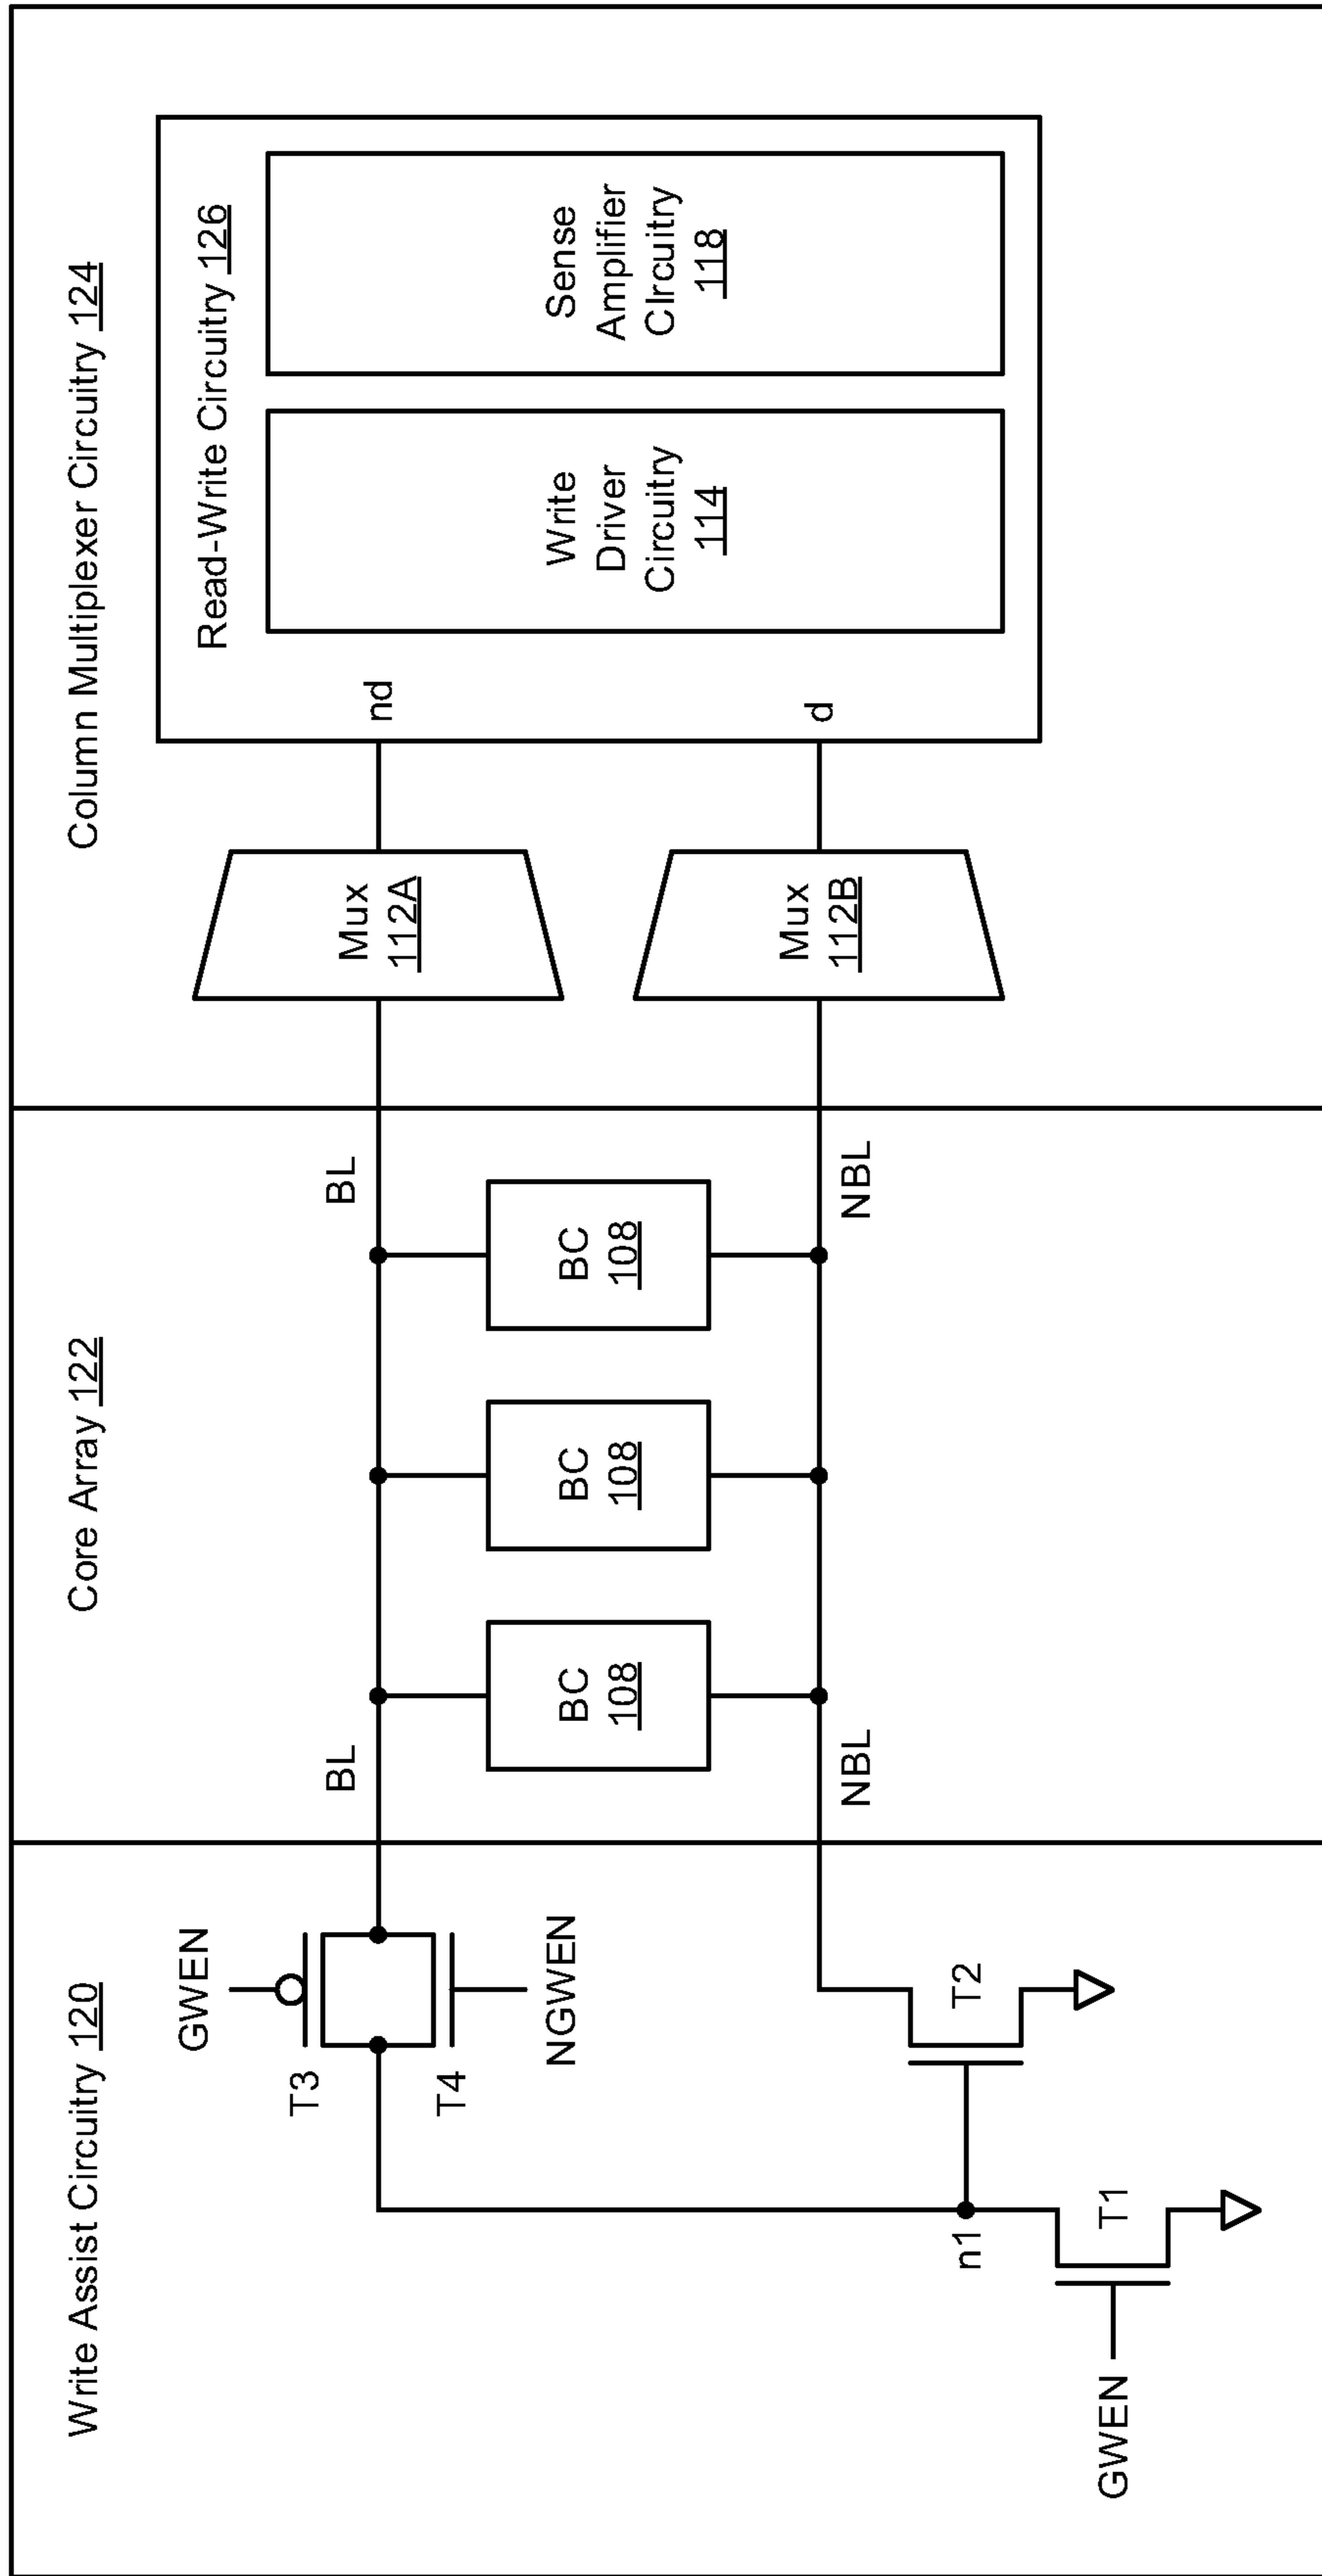 Write Assist Circuitry 120
Core Array 122
Column Multiplexer Circuitry 124
GWEN
T3
T4
NGWEN
n1
T2
T1
GWEN
BL
BL
BC
108
BC
108
BC
108
NBL
NBL
Mux
112A
Mux
112B
Read-Write Circuitry 126
nd
d
Write
Driver
Circuitry
114
Sense
Amplifier
CIrcuitry
118